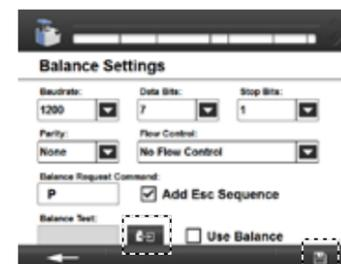 Balance Settings
Baudrate: Data Bits: Stop Bits:
1200 7 1
Parity: Flow Control:
None No Flow Control
Balance Request Command:
P Add Esc Sequence
Balance Test:
Use Balance